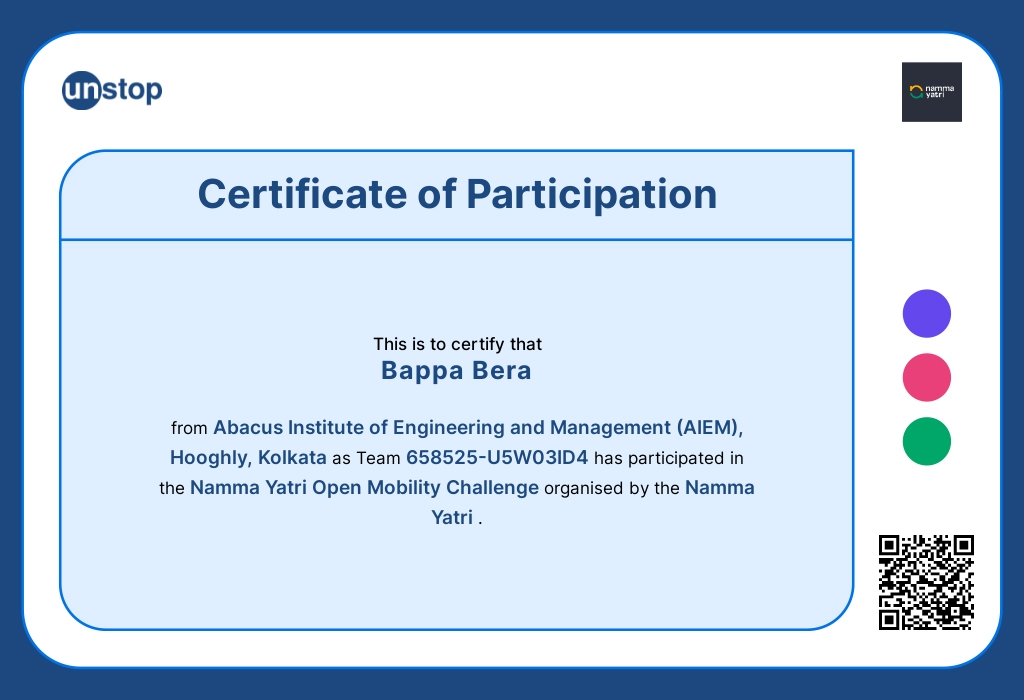 unstop
namma
yatri
Certificate of Participation
This is to certify that
Bappa Bera
from Abacus Institute of Engineering and Management (AIEM),
Hooghly, Kolkata as Team 658525-U5W03ID4 has participated in
the Namma Yatri Open Mobility Challenge organised by the Namma
Yatri .